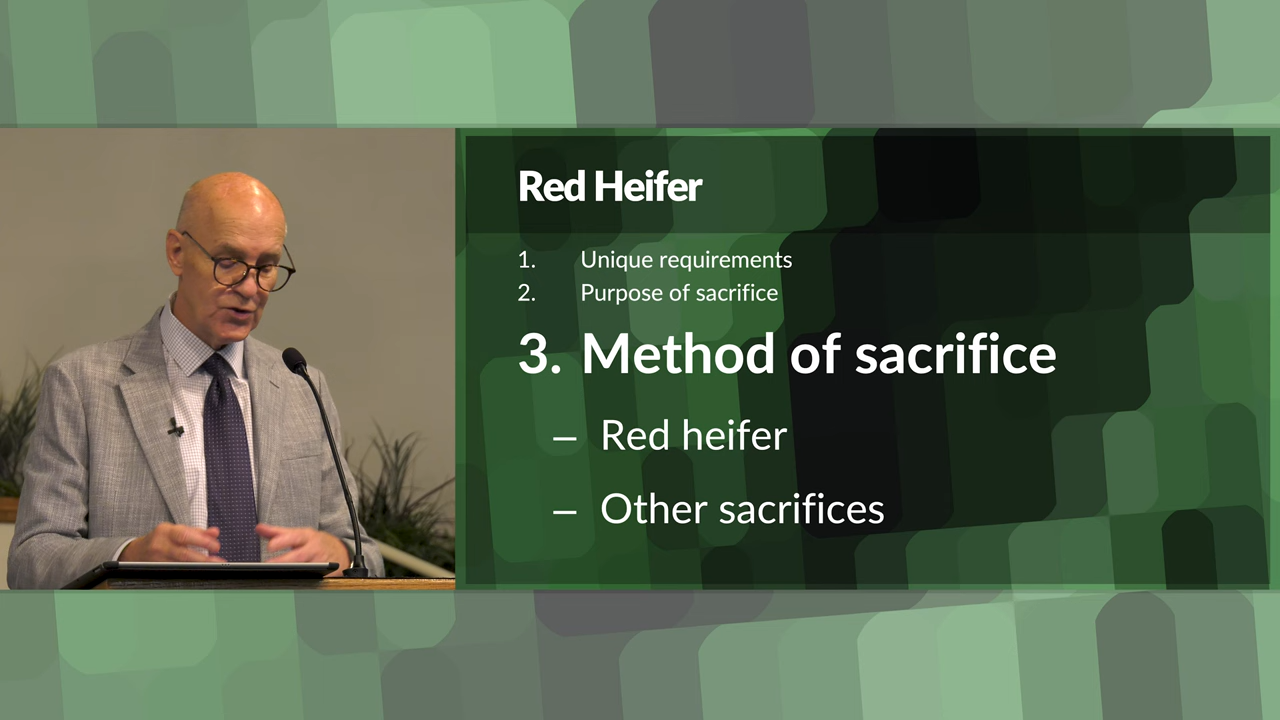 Red Heifer
1. Unique requirements
2. Purpose of sacrifice
3. Method of sacrifice
– Red heifer
– Other sacrifices